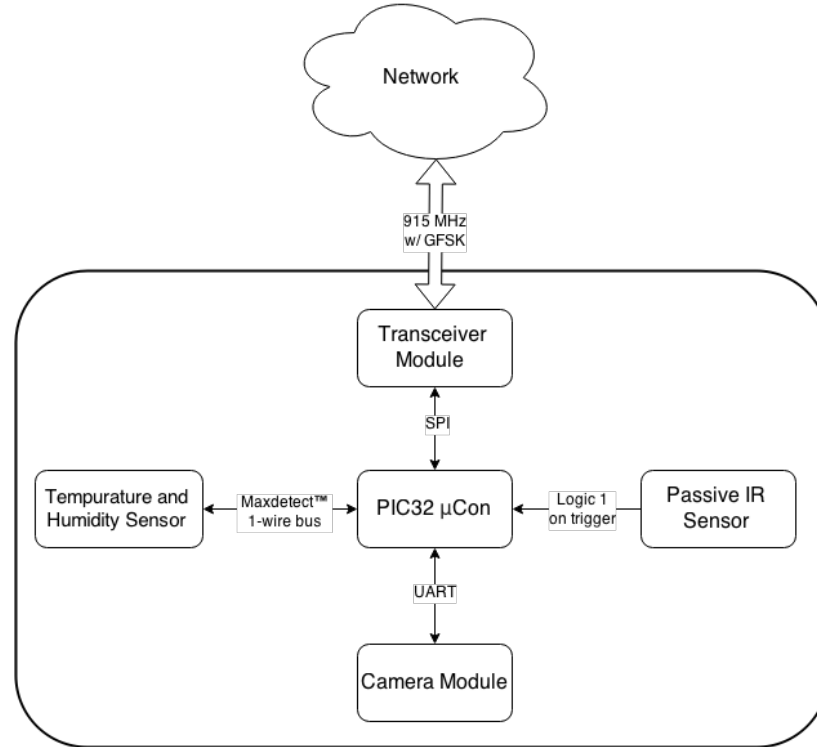 Network
915 MHz
w/ GFSK
Transceiver
Module
SPI
Tempurature and
Humidity Sensor
Maxdetect™
1-wire bus
PIC32 µCon
Logic 1
on trigger
Passive IR
Sensor
UART
Camera Module